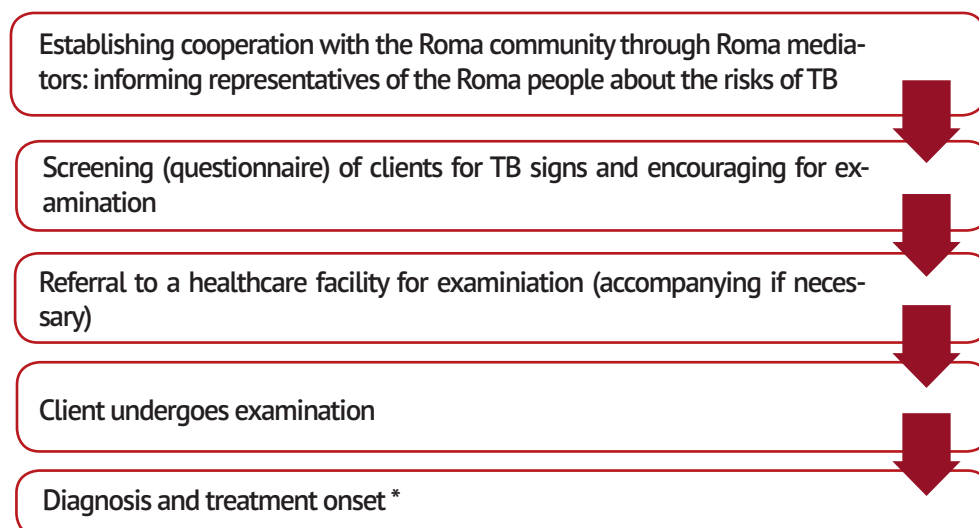 Establishing cooperation with the Roma community through Roma media-
tors: informing representatives of the Roma people about the risks of TB
Screening (questionnaire) of clients for TB signs and encouraging for ex-
amination
Referral to a healthcare facility for examiniation (accompanying if neces-
sary)
Client undergoes examination
Diagnosis and treatment onset *